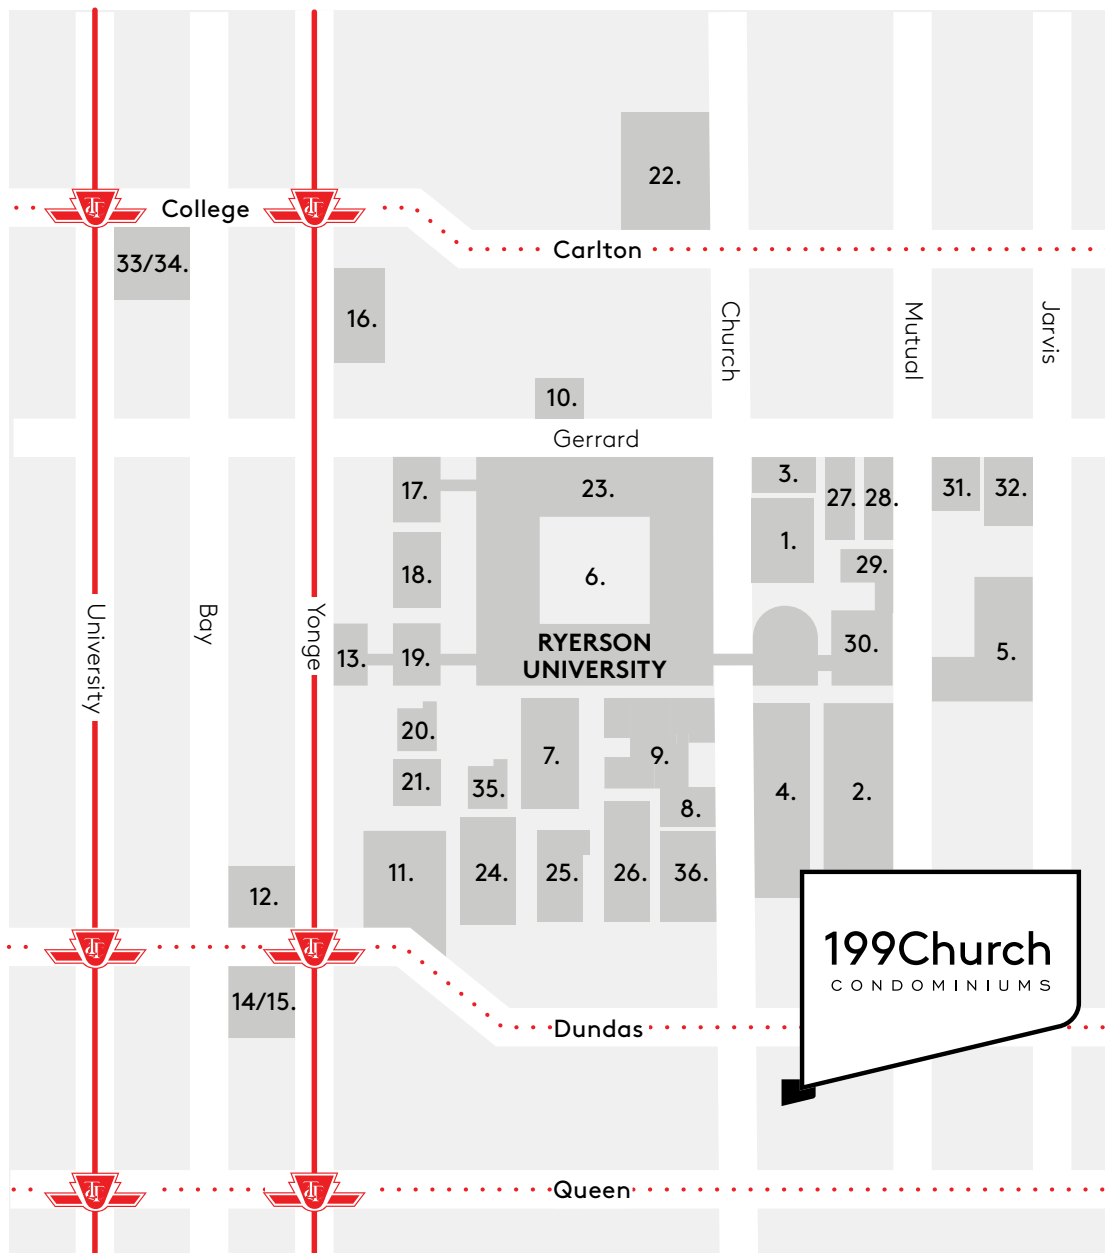 22.
College
Carlton
33/34.
16.
Church
Mutual
Jarvis
10.
Gerrard
17.
23.
3.
27.
28.
31.
32.
1.
18.
6.
29.
University
Bay
Yonge
13.
19.
RYERSON
UNIVERSITY
30.
5.
20.
7.
9.
21.
35.
8.
4.
2.
11.
24.
25.
26.
36.
12.
199Church
CONDOMINIUMS
14/15.
Dundas
Queen